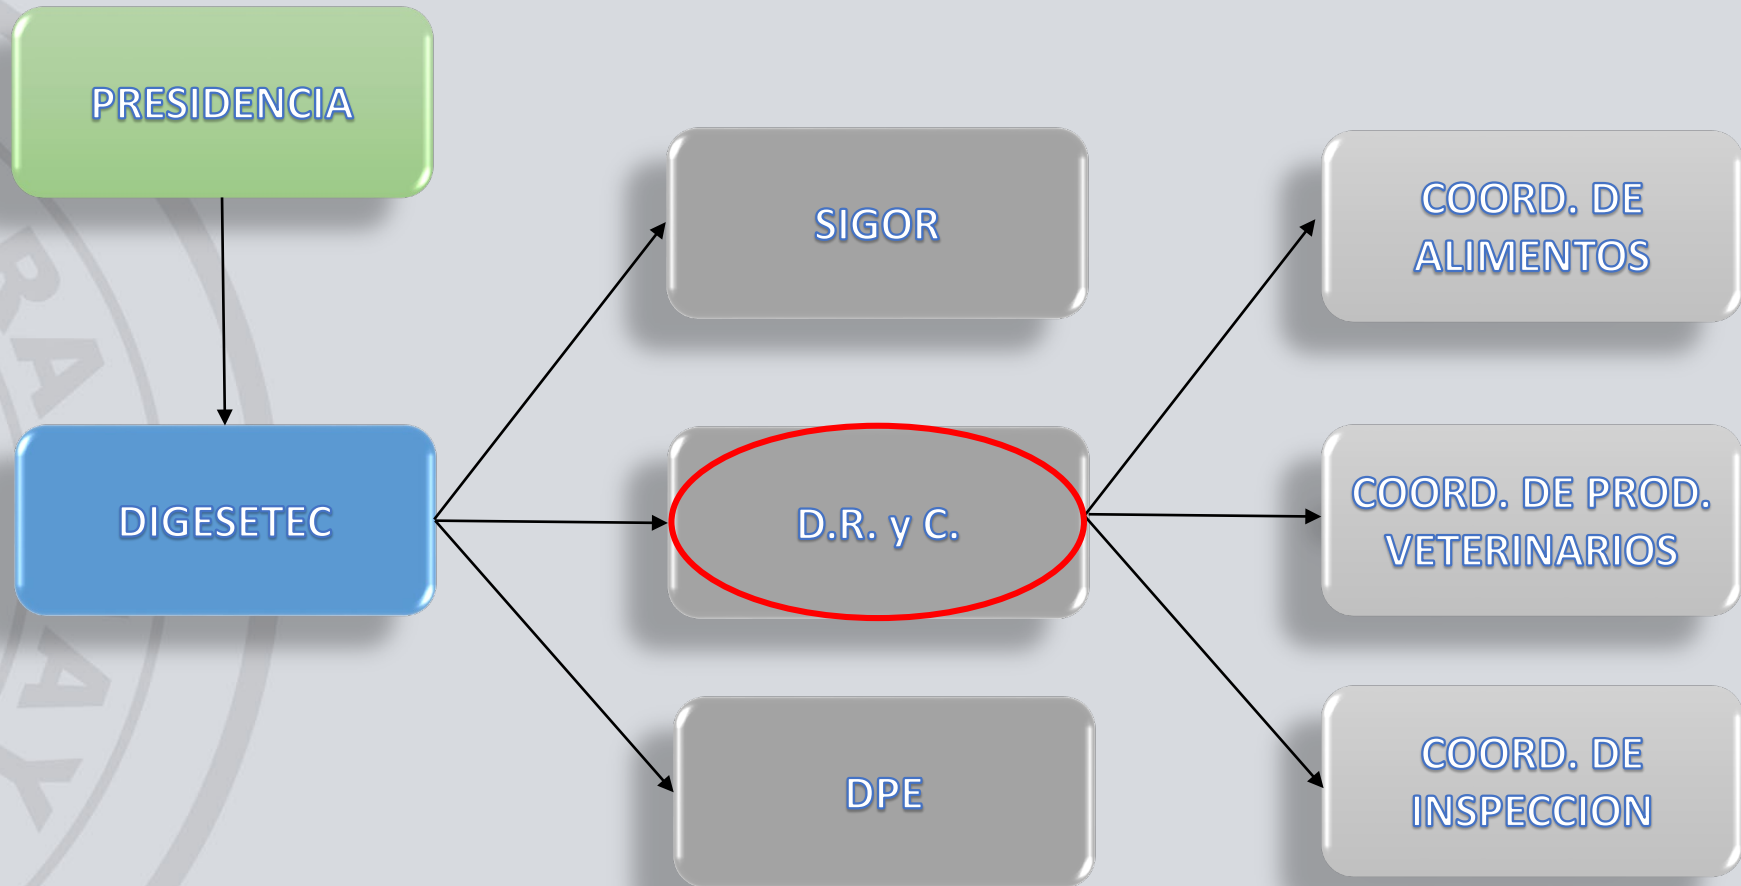 PRESIDENCIA
SIGOR
COORD. DE
ALIMENTOS
DIGESETEC
D.R. y C.
COORD. DE PROD.
VETERINARIOS
DPE
COORD. DE
INSPECCION